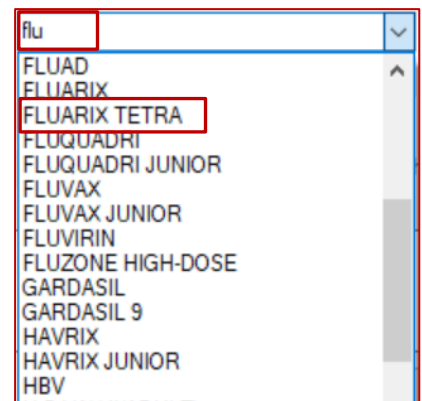 flu
FLUAD
FLUARIX
FLUARIX TETRA
FLUQUADRI
FLUQUADRI JUNIOR
FLUVAX
FLUVAX JUNIOR
FLUVIRIN
FLUZONE HIGH-DOSE
GARDASIL
GARDASIL 9
HAVRIX
HAVRIX JUNIOR
HBV